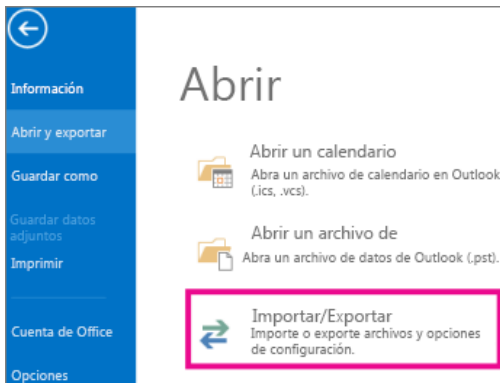 Información
Abrir y exportar
Guardar como
Guardar datos
adjuntos
Imprimir
Cuenta de Office
Opciones
Abrir
Abrir un calendario
Abra un archivo de calendario en Outlook
(.ics, .vcs).
Abrir un archivo de
Abra un archivo de datos de Outlook (.pst).
Importar/Exportar
Importe o exporte archivos y opciones
de configuración.